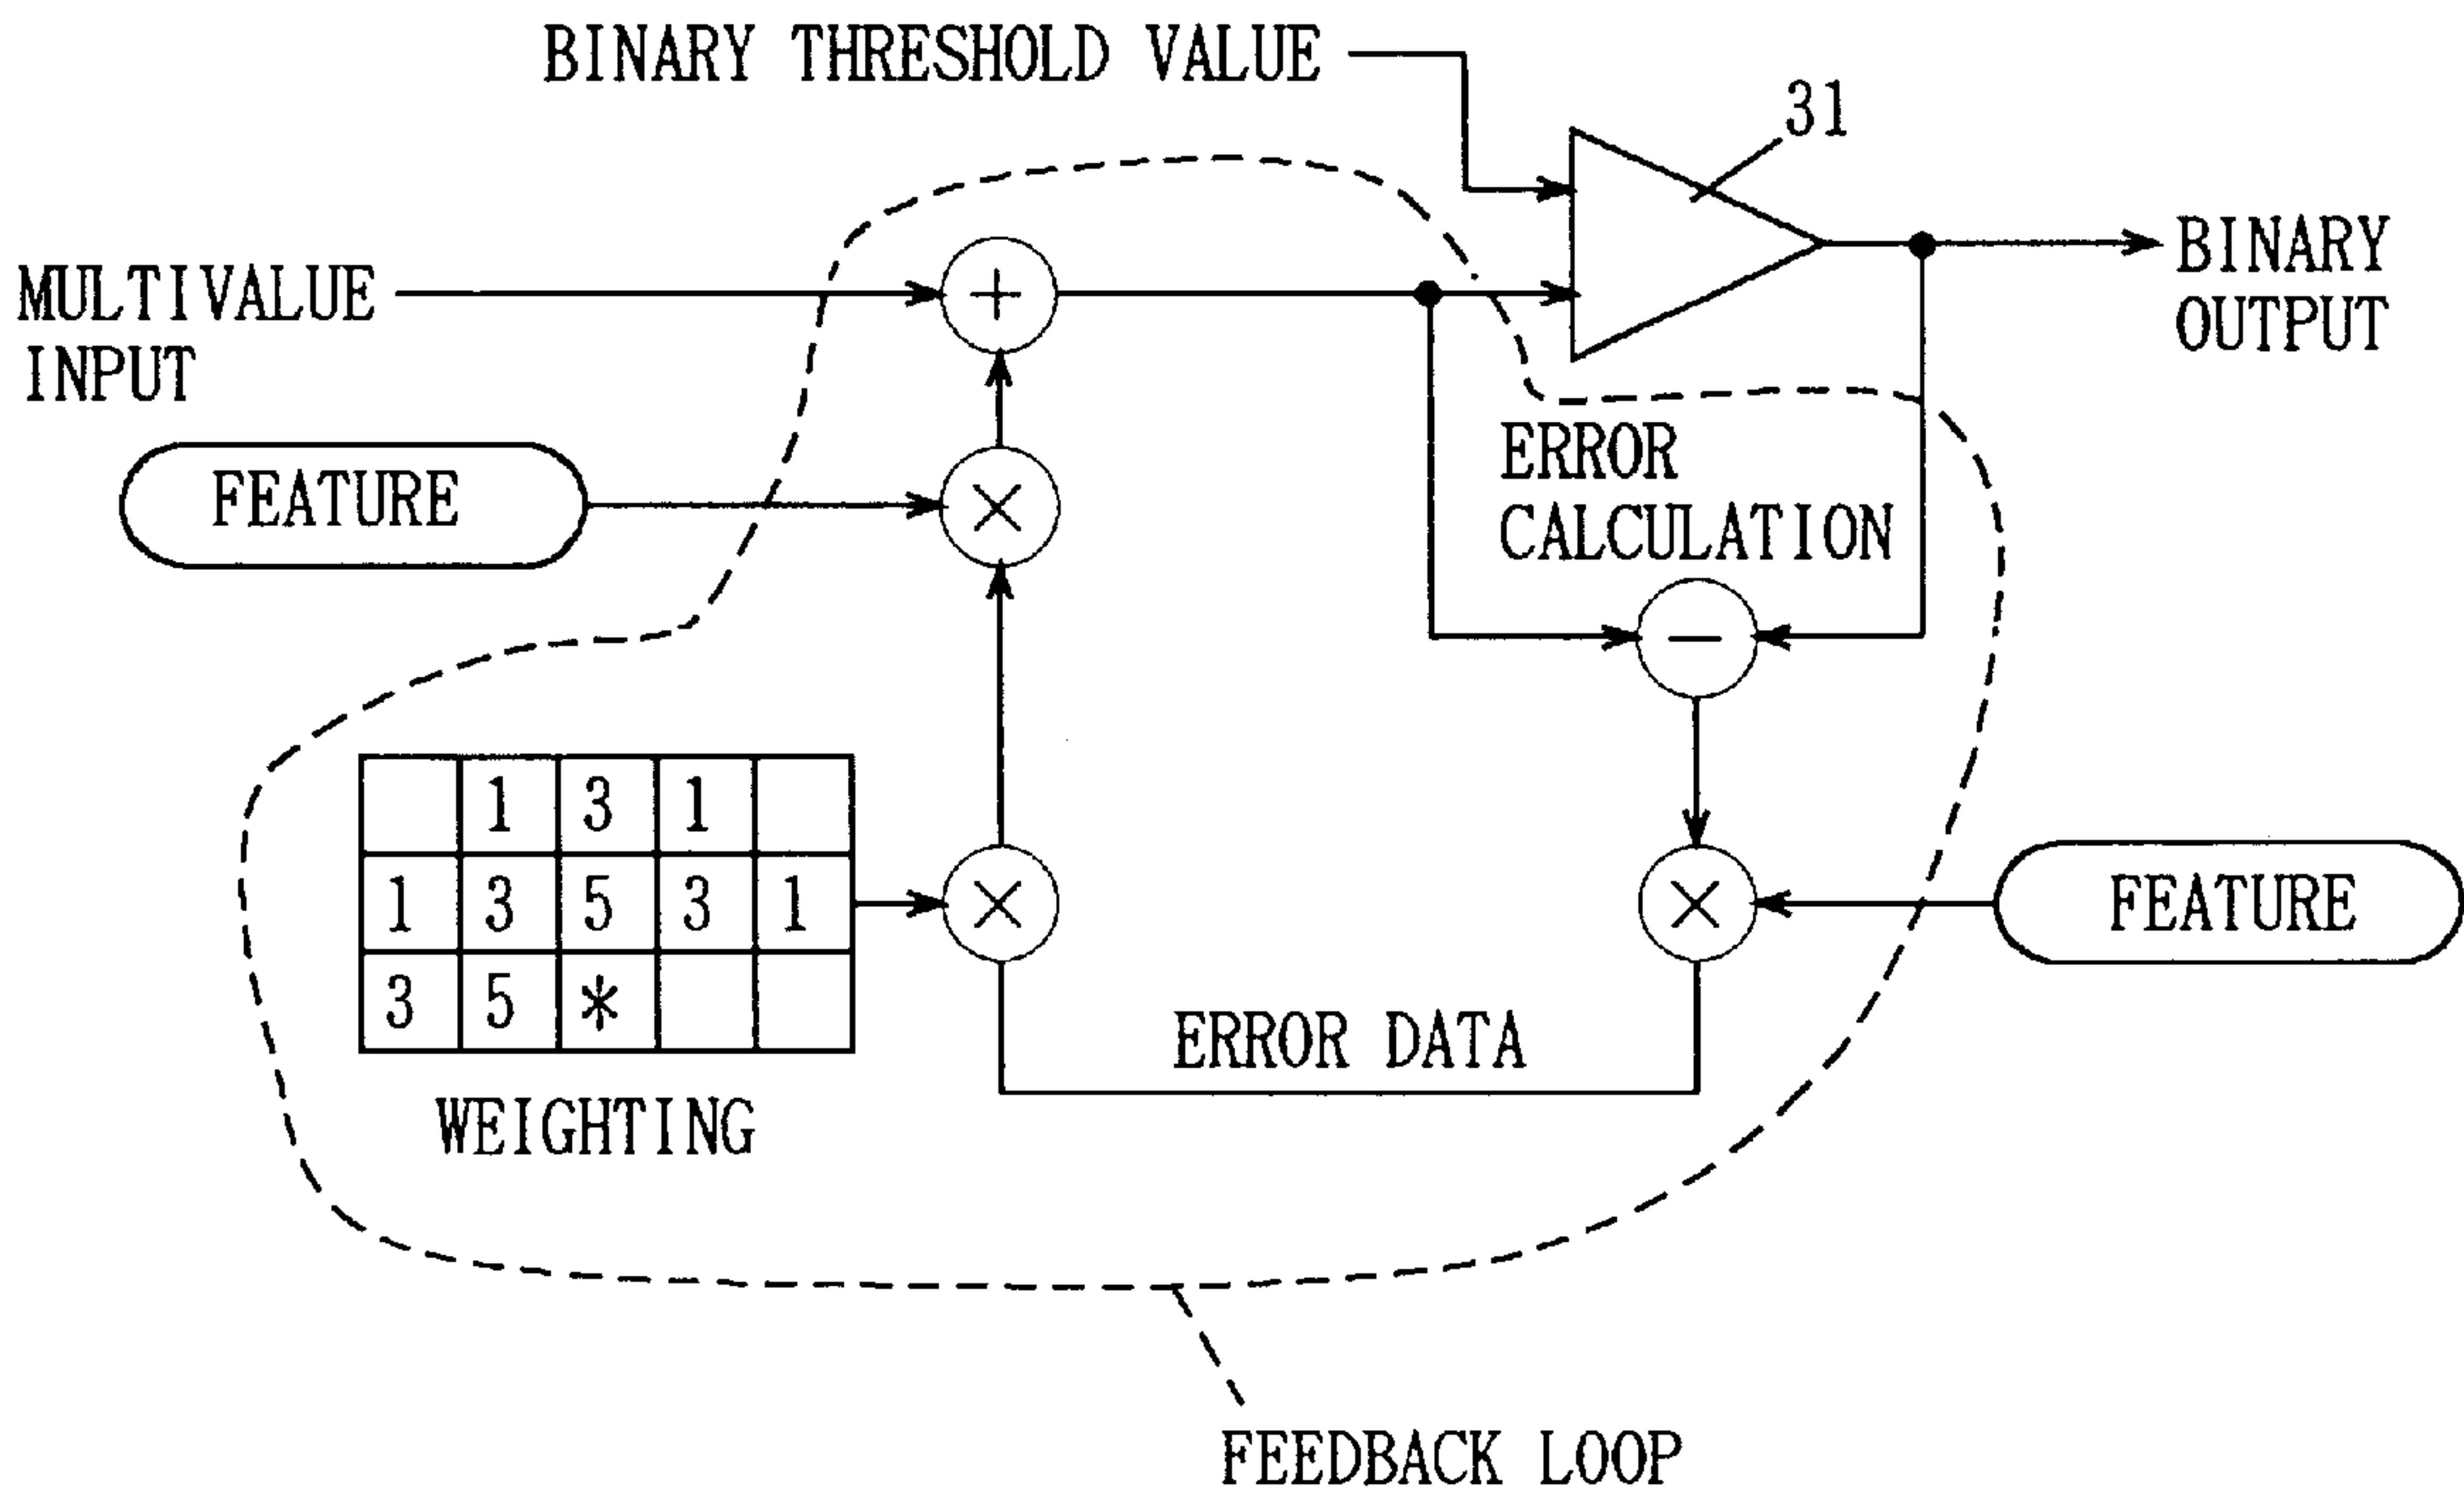 BINARY THRESHOLD VALUE
31
MULTIVALUE
INPUT
+
BINARY
OUTPUT
FEATURE
×
ERROR
CALCULATION
−
1 3 1
1 3 5 3 1
3 5 *
×
×
FEATURE
ERROR DATA
WEIGHTING
FEEDBACK LOOP